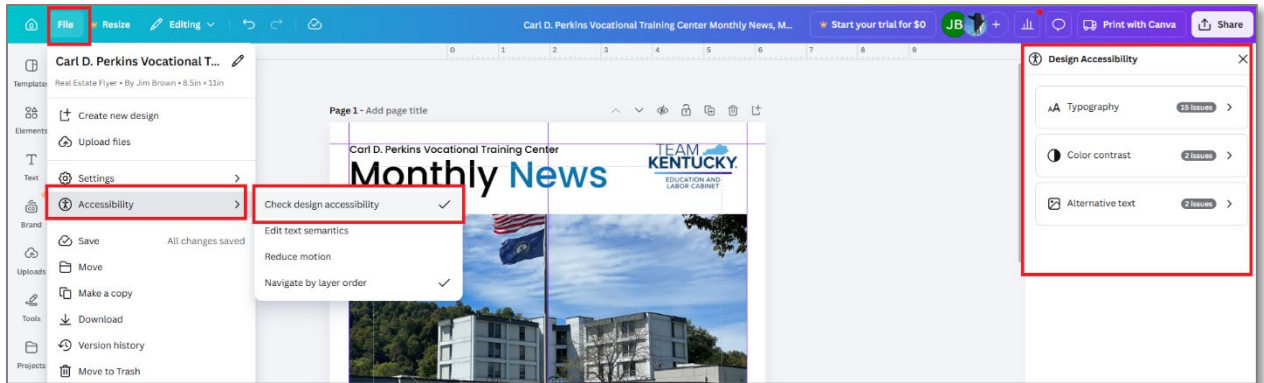 File
Resize
Editing
Carl D. Perkins Vocational Training Center Monthly News, M...
Start your trial for $0
JB
+
Print with Canva
Share
Templates
Elements
Text
Brand
Uploads
Tools
Projects
Carl D. Perkins Vocational T...
Real Estate Flyer • By Jim Brown • 8.5in × 11in
Create new design
Upload files
Settings
Accessibility
Save All changes saved
Move
Make a copy
Download
Version history
Move to Trash
Check design accessibility
Edit text semantics
Reduce motion
Navigate by layer order
0 1 2 3 4 5 6 7 8 9
Page 1 - Add page title
Carl D. Perkins Vocational Training Center
Monthly News
TEAM
KENTUCKY.
EDUCATION AND
LABOR CABINET
Design Accessibility
Typography 15 issues
Color contrast 2 issues
Alternative text 2 issues